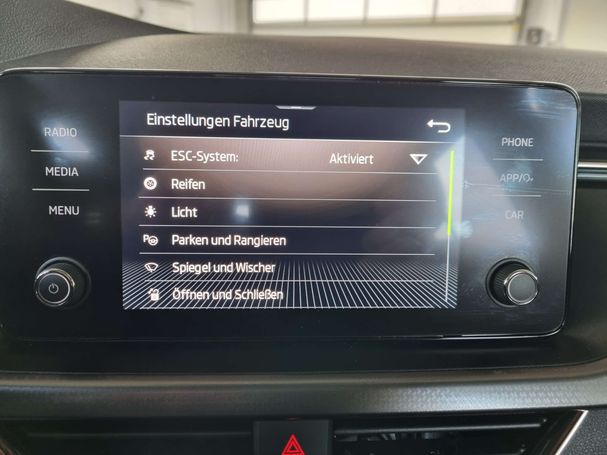 Einstellungen Fahrzeug
ESC-System: Aktiviert
Reifen
Licht
Parken und Rangieren
Spiegel und Wischer
Öffnen und Schließen
RADIO
MEDIA
MENU
PHONE
APP/
CAR